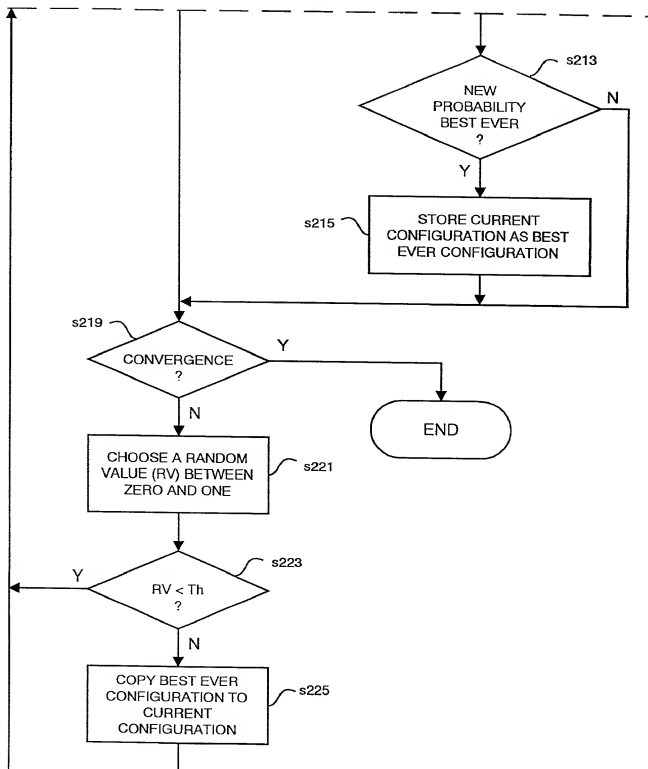 s213
NEW
PROBABILITY
BEST EVER
?
N
Y
s215
STORE CURRENT
CONFIGURATION AS BEST
EVER CONFIGURATION
s219
CONVERGENCE
?
Y
N
END
CHOOSE A RANDOM
VALUE (RV) BETWEEN
ZERO AND ONE
s221
s223
Y
RV < Th
?
N
COPY BEST EVER
CONFIGURATION TO
CURRENT
CONFIGURATION
s225